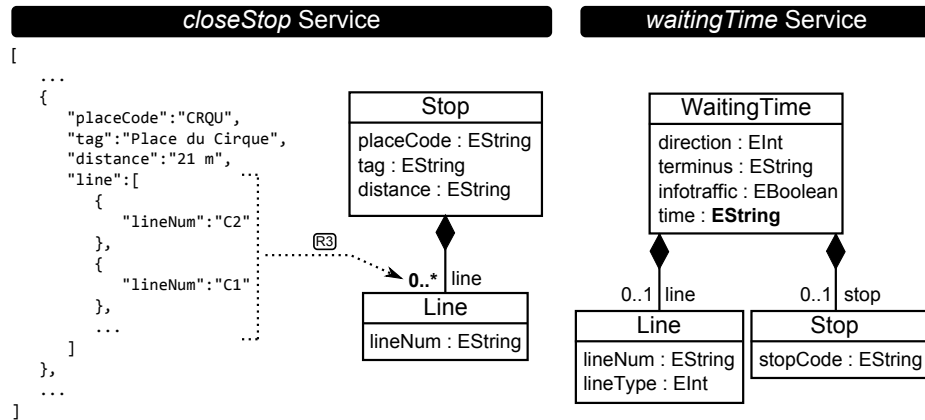 closeStop Service
[
...
{
"placeCode":"CRQU",
"tag":"Place du Cirque",
"distance":"21 m",
"line":[
{
"lineNum":"C2"
},
{
"lineNum":"C1"
},
...
]
},
...
]
R3
Stop
placeCode : EString
tag : EString
distance : EString
0..* line
Line
lineNum : EString
waitingTime Service
WaitingTime
direction : EInt
terminus : EString
infotraffic : EBoolean
time : EString
0..1 line
0..1 stop
Line
lineNum : EString
lineType : EInt
Stop
stopCode : EString